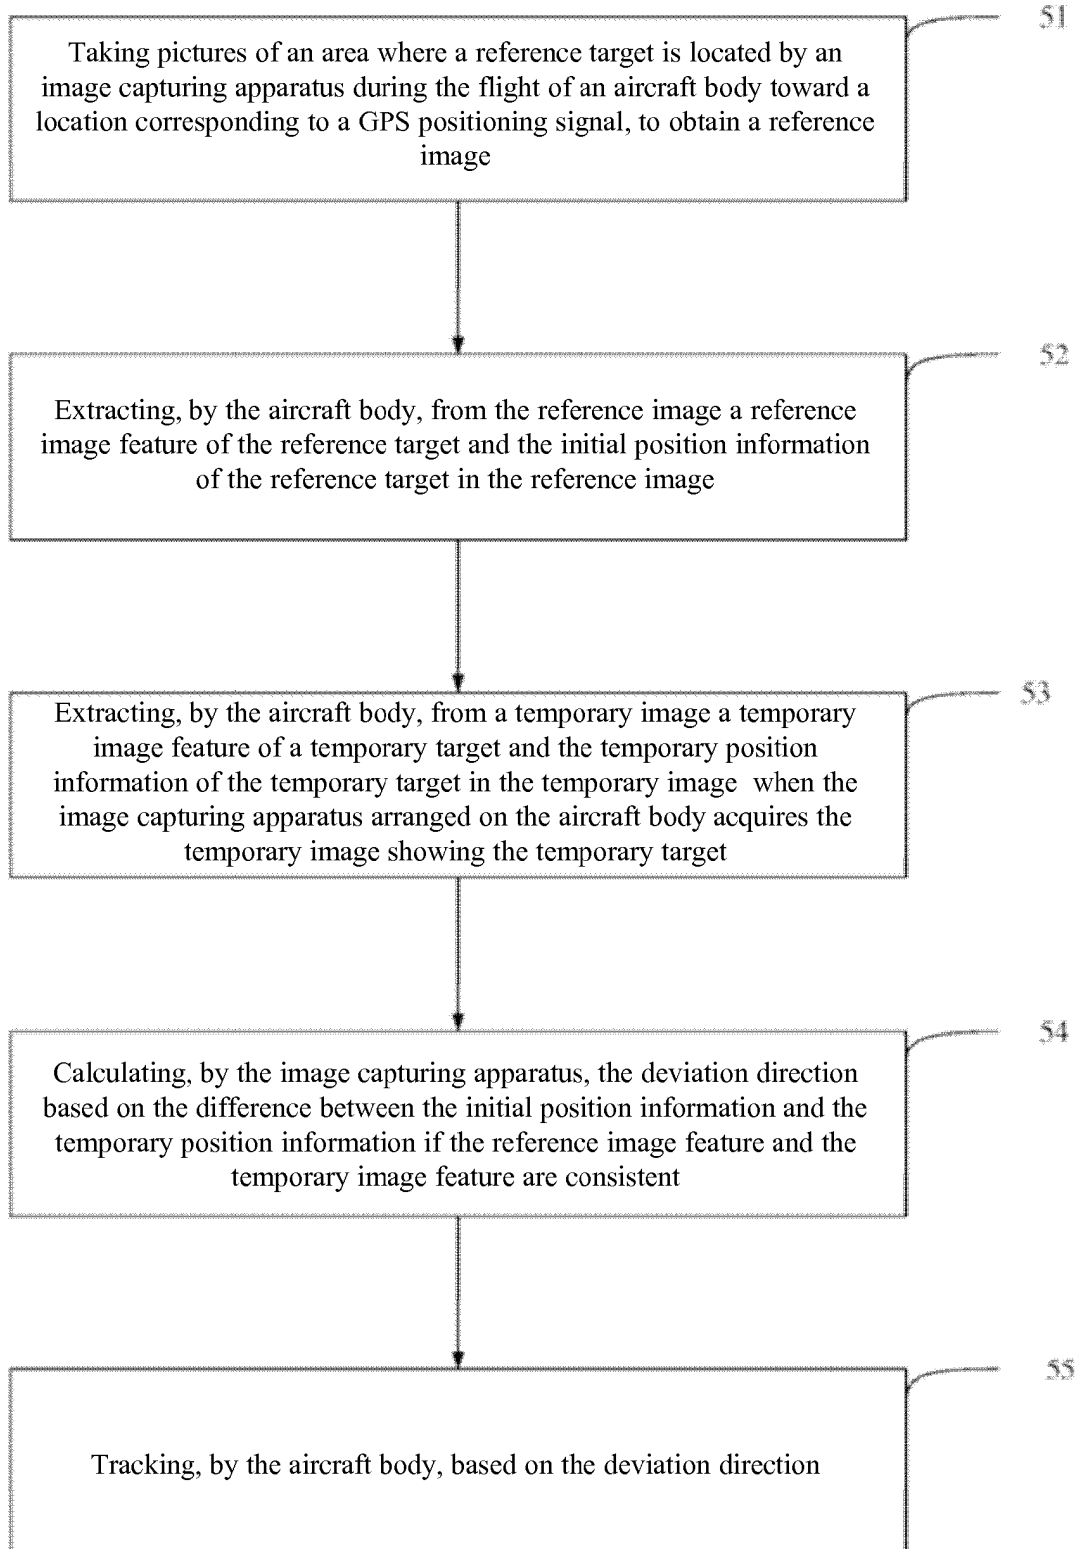 51
Taking pictures of an area where a reference target is located by an
image capturing apparatus during the flight of an aircraft body toward a
location corresponding to a GPS positioning signal, to obtain a reference
image
52
Extracting, by the aircraft body, from the reference image a reference
image feature of the reference target and the initial position information
of the reference target in the reference image
53
Extracting, by the aircraft body, from a temporary image a temporary
image feature of a temporary target and the temporary position
information of the temporary target in the temporary image when the
image capturing apparatus arranged on the aircraft body acquires the
temporary image showing the temporary target
54
Calculating, by the image capturing apparatus, the deviation direction
based on the difference between the initial position information and the
temporary position information if the reference image feature and the
temporary image feature are consistent
55
Tracking, by the aircraft body, based on the deviation direction